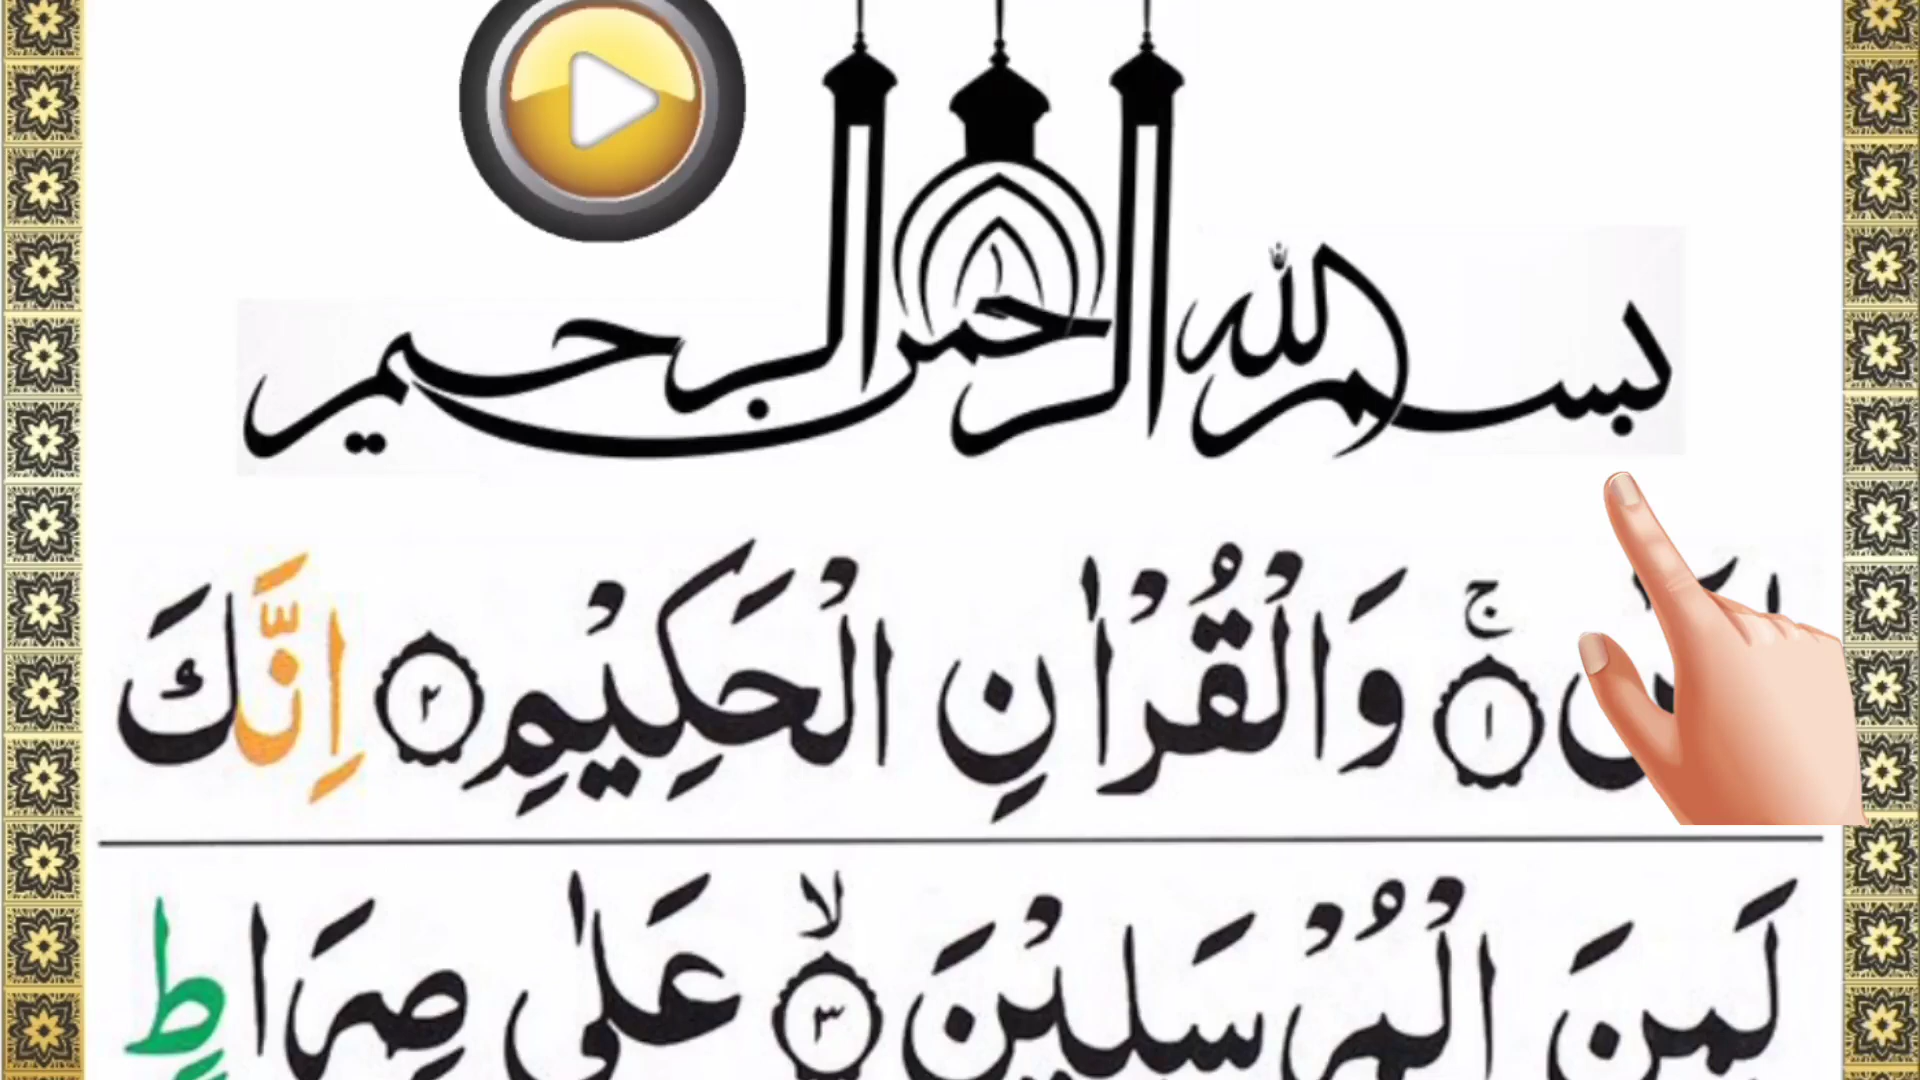 بسم الله الرحمن الرحيم
۝١ۚ وَالْقُرْاٰنِ الْحَكِيْمِ ۝٢ اِنَّكَ
لَمِنَ الْمُرْسَلِيْنَ ۝٣ۙ عَلٰى صِرَاطٍ